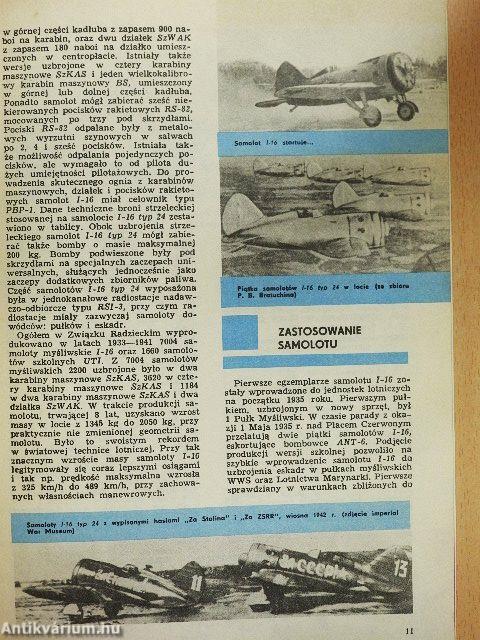 w górnej części kadłuba z zapasem 900 na-
boi na karabin, oraz dwu działek SzWAK
z zapasem 180 naboi na działko umiesz-
czonych w centropłacie. Istniały także
wersje uzbrojone w cztery karabiny
maszynowe SzKAS i jeden wielkokalibro-
wy karabin maszynowy BS, umieszczony
w górnej lub dolnej części kadłuba.
Ponadto samolot mógł zabierać sześć nie-
kierowanych pocisków rakietowych RS-82,
mocowanych po trzy pod skrzydłami.
Pociski RS-82 odpalane były z metalo-
wych wyrzutni szynowych w salwach
po 2, 4 i sześć pocisków. Istniała tak-
że możliwość odpalania pojedynczych po-
cisków, ale wymagało to od pilota du-
żych umiejętności pilotażowych. Do pro-
wadzenia skutecznego ognia z karabinów
maszynowych, działek i pocisków rakieto-
wych samolot I-16 miał celownik typu
PBP-1. Dane techniczne broni strzeleckiej
stosowanej na samolocie I-16 typ 24 zesta-
wiono w tablicy. Obok uzbrojenia strze-
leckiego samolot I-16 typ 24 mógł zabie-
rać także bomby o masie maksymalnej
200 kg. Bomby podwieszone były pod
skrzydłami na specjalnych zaczepach uni-
wersalnych, służących jednocześnie jako
zaczepy dodatkowych zbiorników paliwa.
Część samolotów I-16 typ 24 wyposażona
była w jednokanałowe radiostacje nadaw-
czo-odbiorcze typu RSI-3, przy czym ra-
diostacje miały zazwyczaj samoloty do-
wódców: pułków i eskadr.
Ogółem w Związku Radzieckim wypro-
dukowano w latach 1933—1941 7004 sa-
moloty myśliwskie I-16 oraz 1660 samolo-
tów szkolnych UTI. Z 7004 samolotów
myśliwskich 2200 uzbrojone było w dwa
karabiny maszynowe SzKAS, 3620 w czte-
ry karabiny maszynowe SzKAS i 1184
w dwa karabiny maszynowe SzKAS i dwa
działka SzWAK. W trakcie produkcji sa-
molotu, trwającej 8 lat, uzyskano wzrost
masy w locie z 1345 kg do 2050 kg, przy
praktycznie nie zmienionej geometrii sa-
molotu. Było to swoistym rekordem
w światowej technice lotniczej. Przy tak
znacznym wzroście masy samoloty I-16
legitymowały się coraz lepszymi osiągami
i tak np. prędkość maksymalna wzrosła
z 325 km/h do 489 km/h, przy zachowa-
nych własnościach manewrowych.
Samolot I-16 startuje...
Piątka samolotów I-16 typ 24 w locie (ze zbioru
P. B. Bratuchina)
ZASTOSOWANIE
SAMOLOTU
Pierwsze egzemplarze samolotu I-16 zo-
stały wprowadzone do jednostek lotniczych
na początku 1935 roku. Pierwszym puł-
kiem, uzbrojonym w nowy sprzęt, był
1 Pułk Myśliwski. W czasie parady z oka-
zji 1 Maja 1935 r. nad Placem Czerwonym
przelatują dwie piątki samolotów I-16,
eskortujące bombowce ANT-6. Podjęcie
produkcji wersji szkolnej pozwoliło na
szybkie wprowadzenie samolotu I-16 do
uzbrojenia eskadr w pułkach myśliwskich
WWS oraz Lotnictwa Marynarki. Pierwsze
sprawdziany w warunkach zbliżonych do
Samoloty I-16 typ 24 z wypisanymi hasłami „Za Stalina" i „Za ZSRR", wiosna 1942 r. (zdjęcie Imperial
War Museum)
11
13
11
Antikvárium.hu